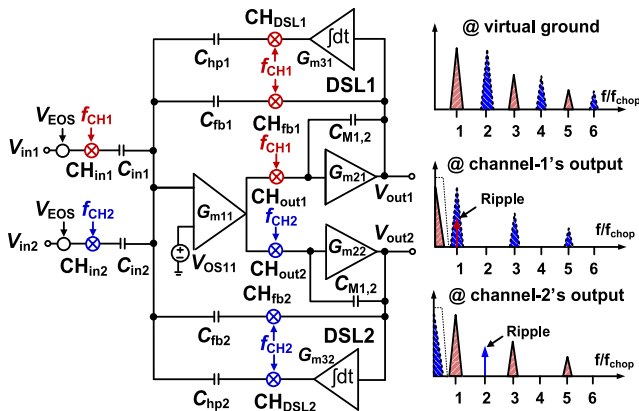 CH_DSL1
∫dt
C_hp1
G_m31
f_CH1
DSL1
C_fb1
CH_fb1
C_M1,2
V_EOS
f_CH1
f_CH1
V_in1
CH_in1
C_in1
G_m21
V_out1
CH_out1
V_EOS
f_CH2
G_m11
f_CH2
V_out2
V_in2
CH_in2
C_in2
V_OS11
CH_out2
G_m22
CH_fb2
C_M1,2
C_fb2
DSL2
f_CH2
G_m32
∫dt
C_hp2
CH_DSL2
@ virtual ground
f/f_chop
1 2 3 4 5 6
@ channel-1's output
Ripple
f/f_chop
1 2 3 4 5 6
@ channel-2's output
Ripple
f/f_chop
1 2 3 4 5 6